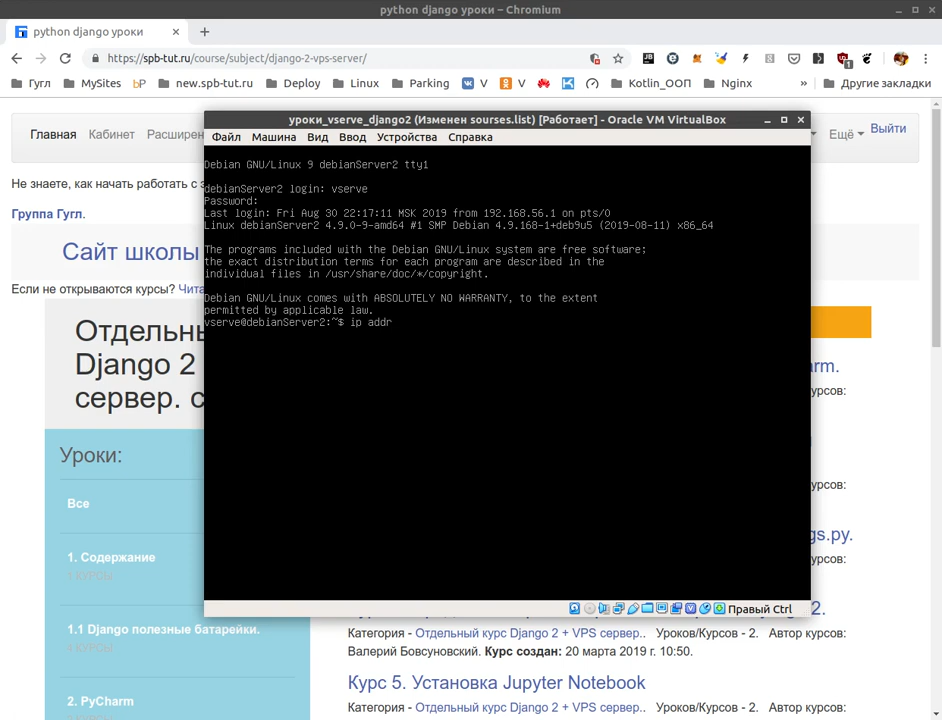 python django уроки – Chromium
python django уроки
https://spb-tut.ru/course/subject/django-2-vps-server/
Гугл MySites new.spb-tut.ru Deploy Linux Parking V V Kotlin_ООП Nginx » Другие закладки
Главная Кабинет Расширен Ещё Выйти
Не знаете, как начать работать с
Группа Гугл.
Сайт школы
Если не открываются курсы? Чита
Отдельны
Django 2
сервер. с
Уроки:
Все
1. Содержание
1 КУРСЫ
1.1 Django полезные батарейки.
2. PyCharm
уроки_vserve_django2 (Изменен sourses.list) [Работает] - Oracle VM VirtualBox
Файл Машина Вид Ввод Устройства Справка
Debian GNU/Linux 9 debianServer2 tty1
debianServer2 login: vserve
Password:
Last login: Fri Aug 30 22:17:11 MSK 2019 from 192.168.56.1 on pts/0
Linux debianServer2 4.9.0-9-amd64 #1 SMP Debian 4.9.168-1+deb9u5 (2019-08-11) x86_64
The programs included with the Debian GNU/Linux system are free software;
the exact distribution terms for each program are described in the
individual files in /usr/share/doc/*/copyright.
Debian GNU/Linux comes with ABSOLUTELY NO WARRANTY, to the extent
permitted by applicable law.
vserve@debianServer2:~$ ip addr
Правый Ctrl
arm.
урсов:
урсов:
gs.py.
урсов:
2.
Категория - Отдельный курс Django 2 + VPS сервер.. Уроков/Курсов - 2. Автор курсов:
Валерий Бовсуновский. Курс создан: 20 марта 2019 г. 10:50.
Курс 5. Установка Jupyter Notebook
Категория - Отдельный курс Django 2 + VPS сервер.. Уроков/Курсов - 2. Автор курсов: